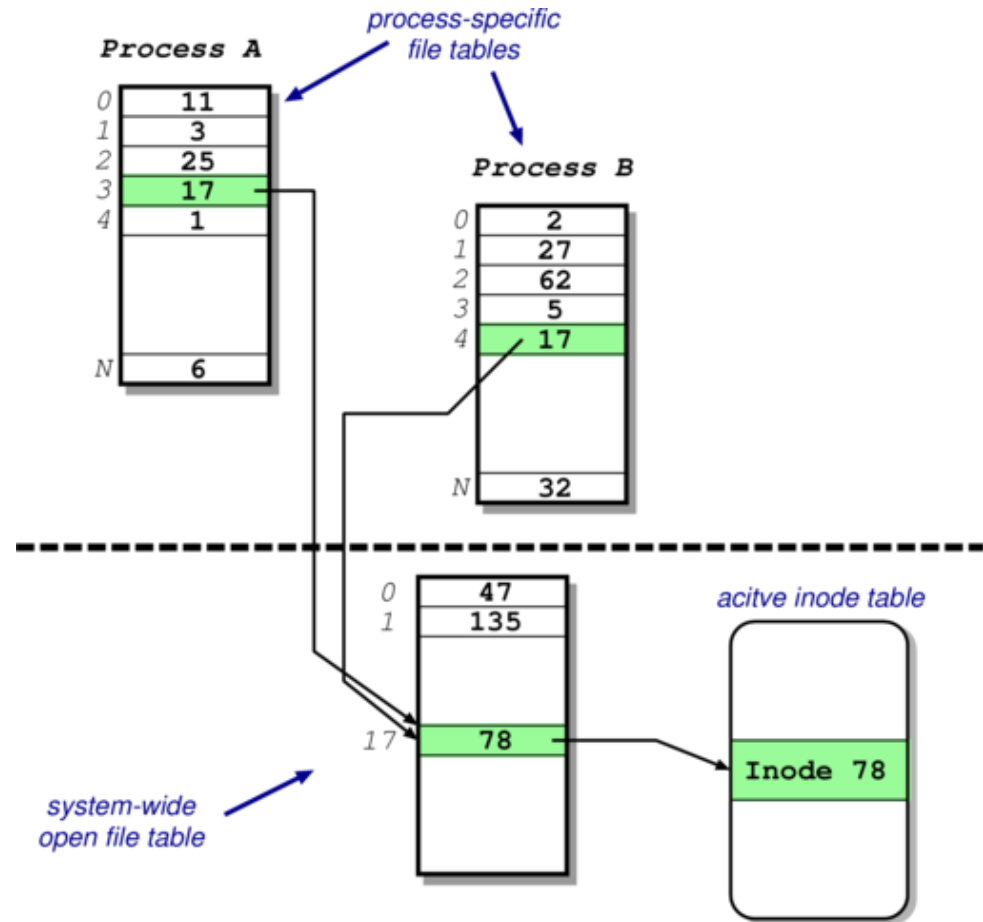 process-specific
file tables
Process A
0 11
1 3
2 25
3 17
4 1
N 6
Process B
0 2
1 27
2 62
3 5
4 17
N 32
0 47
1 135
17 78
system-wide
open file table
acitve inode table
Inode 78